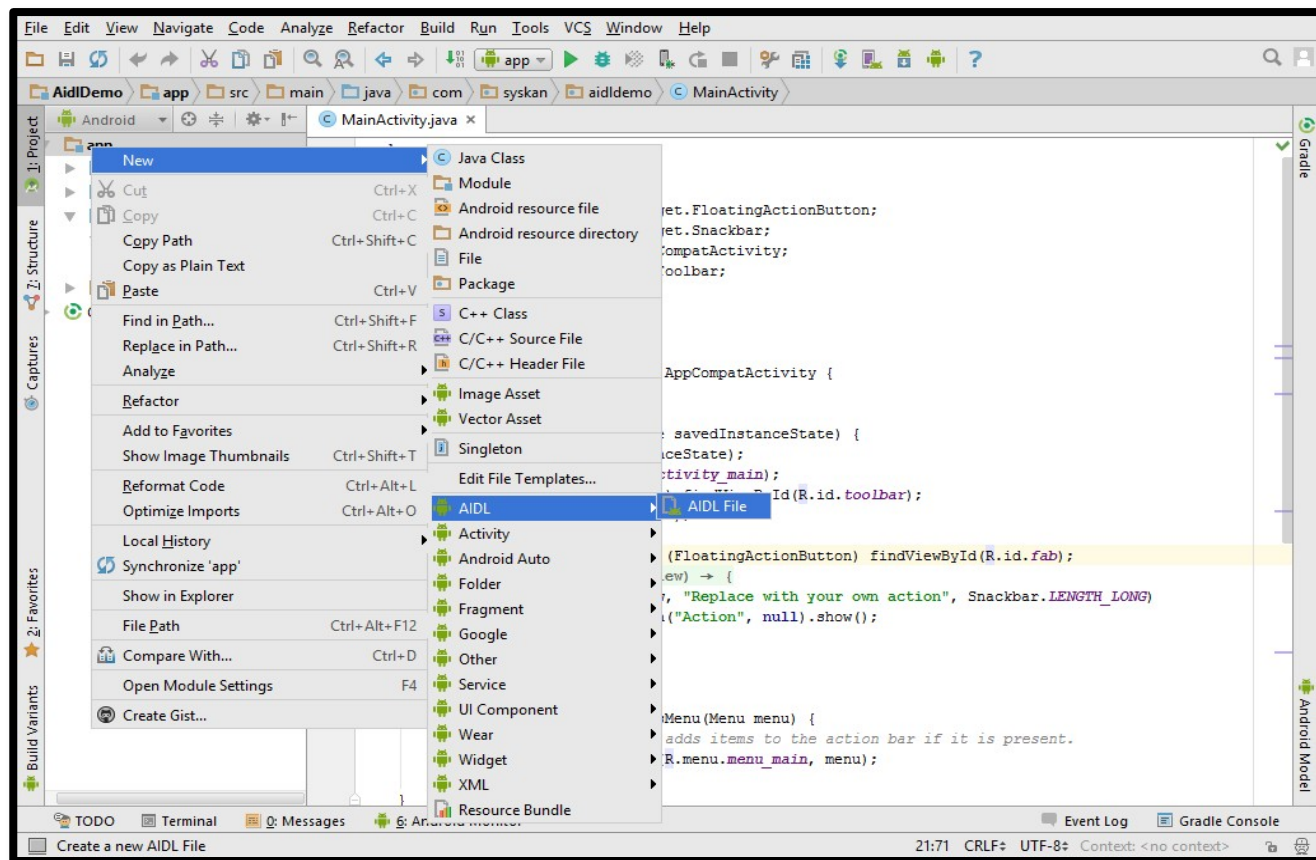 File Edit View Navigate Code Analyze Refactor Build Run Tools VCS Window Help
app
AidlDemo app src main java com syskan aidldemo MainActivity
Android
MainActivity.java
1: Project
7: Structure
Captures
2: Favorites
Build Variants
Gradle
Android Model
app
New
Cut Ctrl+X
Copy Ctrl+C
Copy Path Ctrl+Shift+C
Copy as Plain Text
Paste Ctrl+V
Find in Path... Ctrl+Shift+F
Replace in Path... Ctrl+Shift+R
Analyze
Refactor
Add to Favorites
Show Image Thumbnails Ctrl+Shift+T
Reformat Code Ctrl+Alt+L
Optimize Imports Ctrl+Alt+O
Local History
Synchronize 'app'
Show in Explorer
File Path Ctrl+Alt+F12
Compare With... Ctrl+D
Open Module Settings F4
Create Gist...
Java Class
Module
Android resource file
Android resource directory
File
Package
C++ Class
C/C++ Source File
C/C++ Header File
Image Asset
Vector Asset
Singleton
Edit File Templates...
AIDL
Activity
Android Auto
Folder
Fragment
Google
Other
Service
UI Component
Wear
Widget
XML
Resource Bundle
AIDL File
get.FloatingActionButton;
get.Snackbar;
CompatActivity;
Toolbar;
AppCompatActivity {
savedInstanceState) {
nceState);
ctivity_main);
Id(R.id.toolbar);
(FloatingActionButton) findViewById(R.id.fab);
ew) → {
, "Replace with your own action", Snackbar.LENGTH_LONG)
("Action", null).show();
Menu(Menu menu) {
adds items to the action bar if it is present.
R.menu.menu_main, menu);
}
TODO Terminal 0: Messages 6: Android Monitor Event Log Gradle Console
Create a new AIDL File 21:71 CRLF UTF-8 Context: <no context>